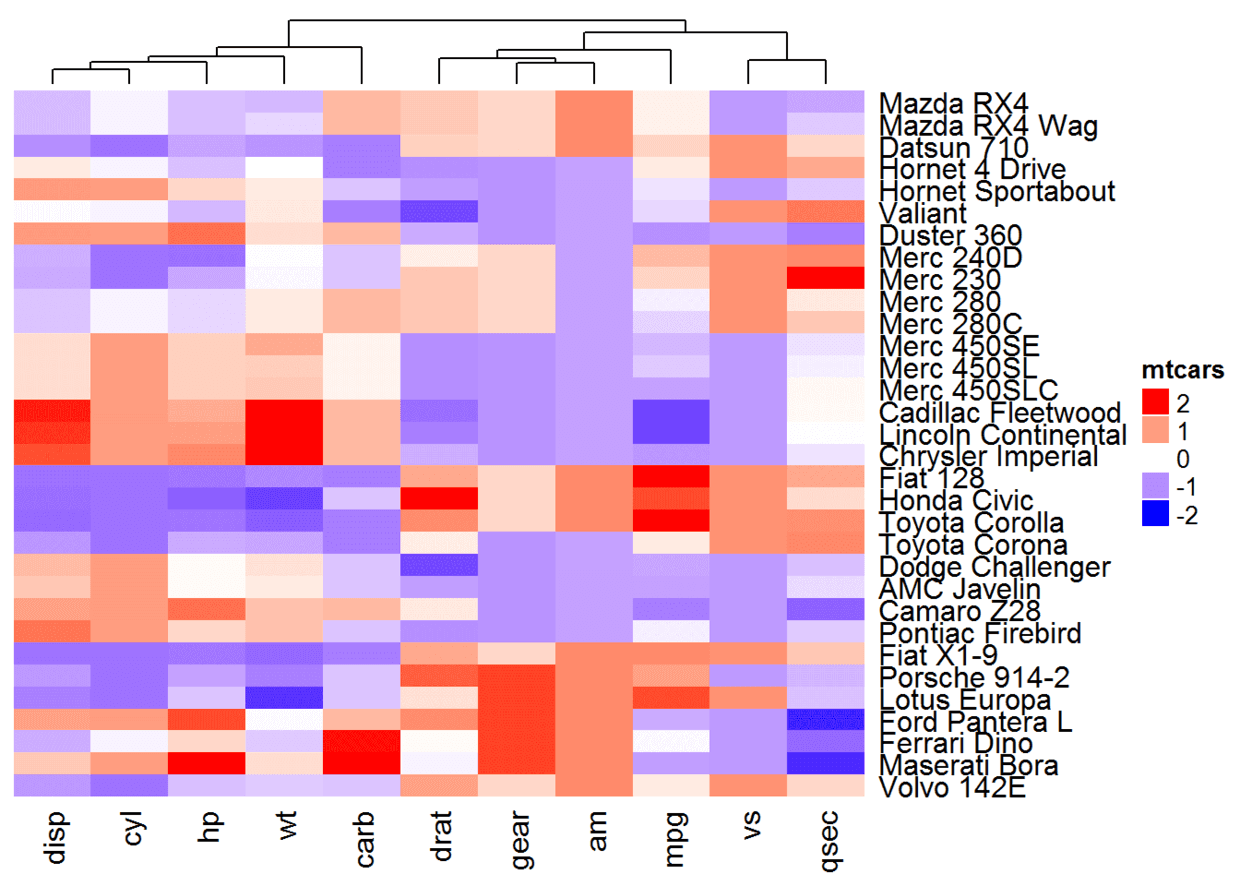 Mazda RX4
Mazda RX4 Wag
Datsun 710
Hornet 4 Drive
Hornet Sportabout
Valiant
Duster 360
Merc 240D
Merc 230
Merc 280
Merc 280C
Merc 450SE
Merc 450SL
Merc 450SLC
Cadillac Fleetwood
Lincoln Continental
Chrysler Imperial
Fiat 128
Honda Civic
Toyota Corolla
Toyota Corona
Dodge Challenger
AMC Javelin
Camaro Z28
Pontiac Firebird
Fiat X1-9
Porsche 914-2
Lotus Europa
Ford Pantera L
Ferrari Dino
Maserati Bora
Volvo 142E
mtcars
2
1
0
-1
-2
disp cyl hp wt carb drat gear am mpg vs qsec